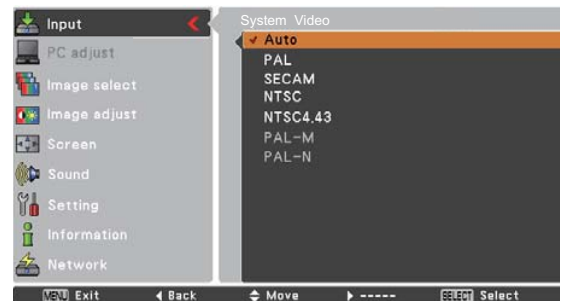 Input
PC adjust
Image select
Image adjust
Screen
Sound
Setting
Information
Network
System Video
✔ Auto
PAL
SECAM
NTSC
NTSC4.43
PAL-M
PAL-N
MENU Exit ◀ Back ◆ Move ▶ ----- SELECT Select